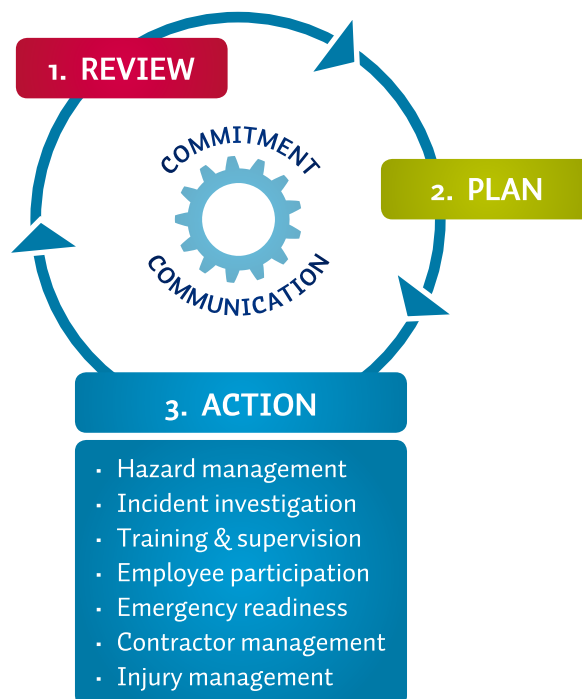 1. REVIEW
COMMITMENT
2. PLAN
COMMUNICATION
3. ACTION
· Hazard management
· Incident investigation
· Training & supervision
· Employee participation
· Emergency readiness
· Contractor management
· Injury management